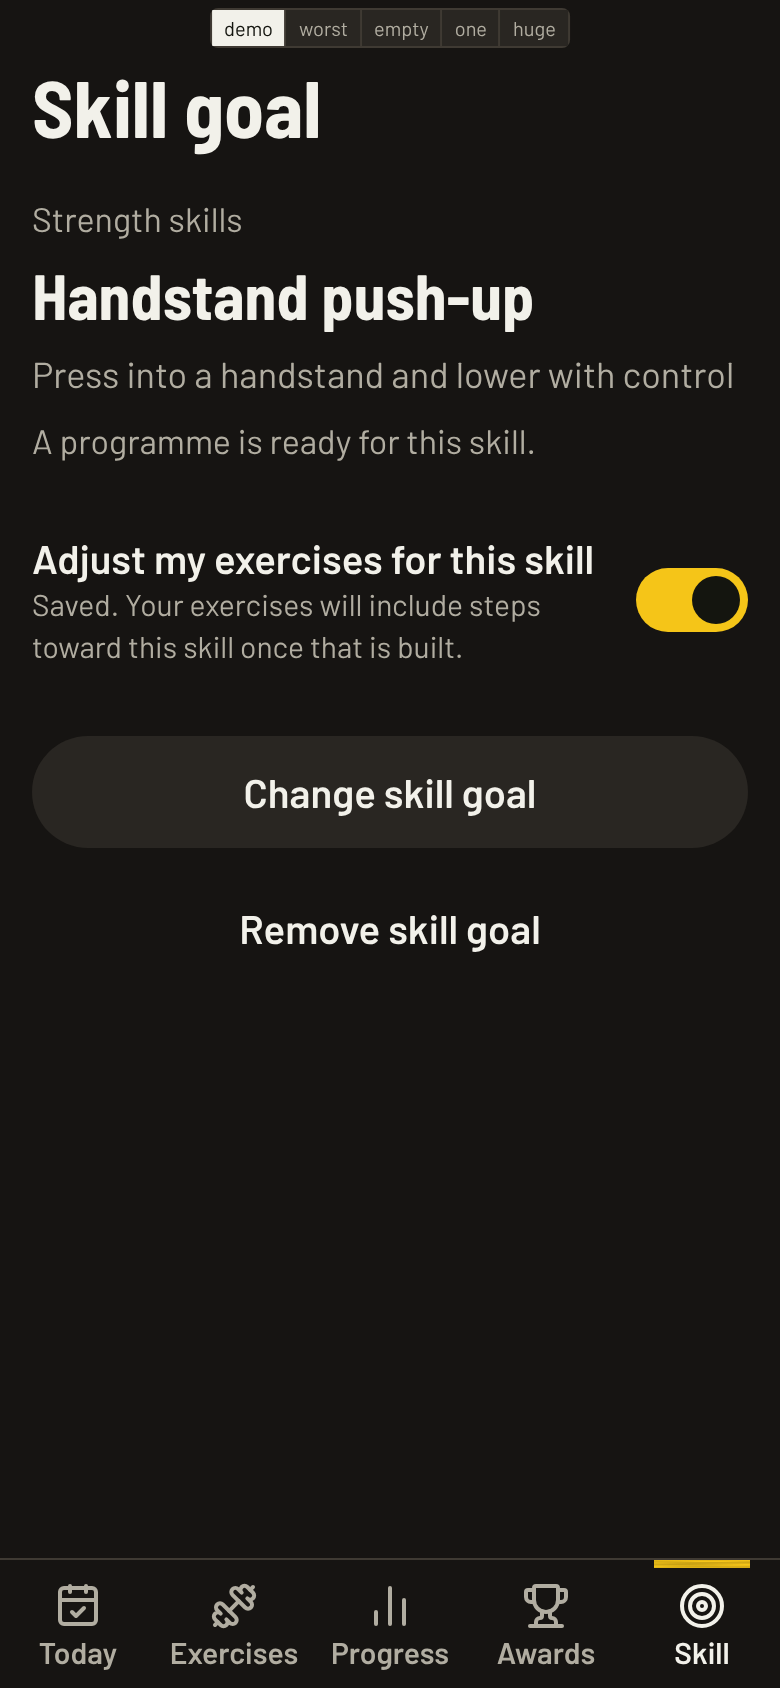 demo worst empty one huge
Skill goal
Strength skills
Handstand push-up
Press into a handstand and lower with control
A programme is ready for this skill.
Adjust my exercises for this skill
Saved. Your exercises will include steps
toward this skill once that is built.
Change skill goal
Remove skill goal
Today Exercises Progress Awards Skill